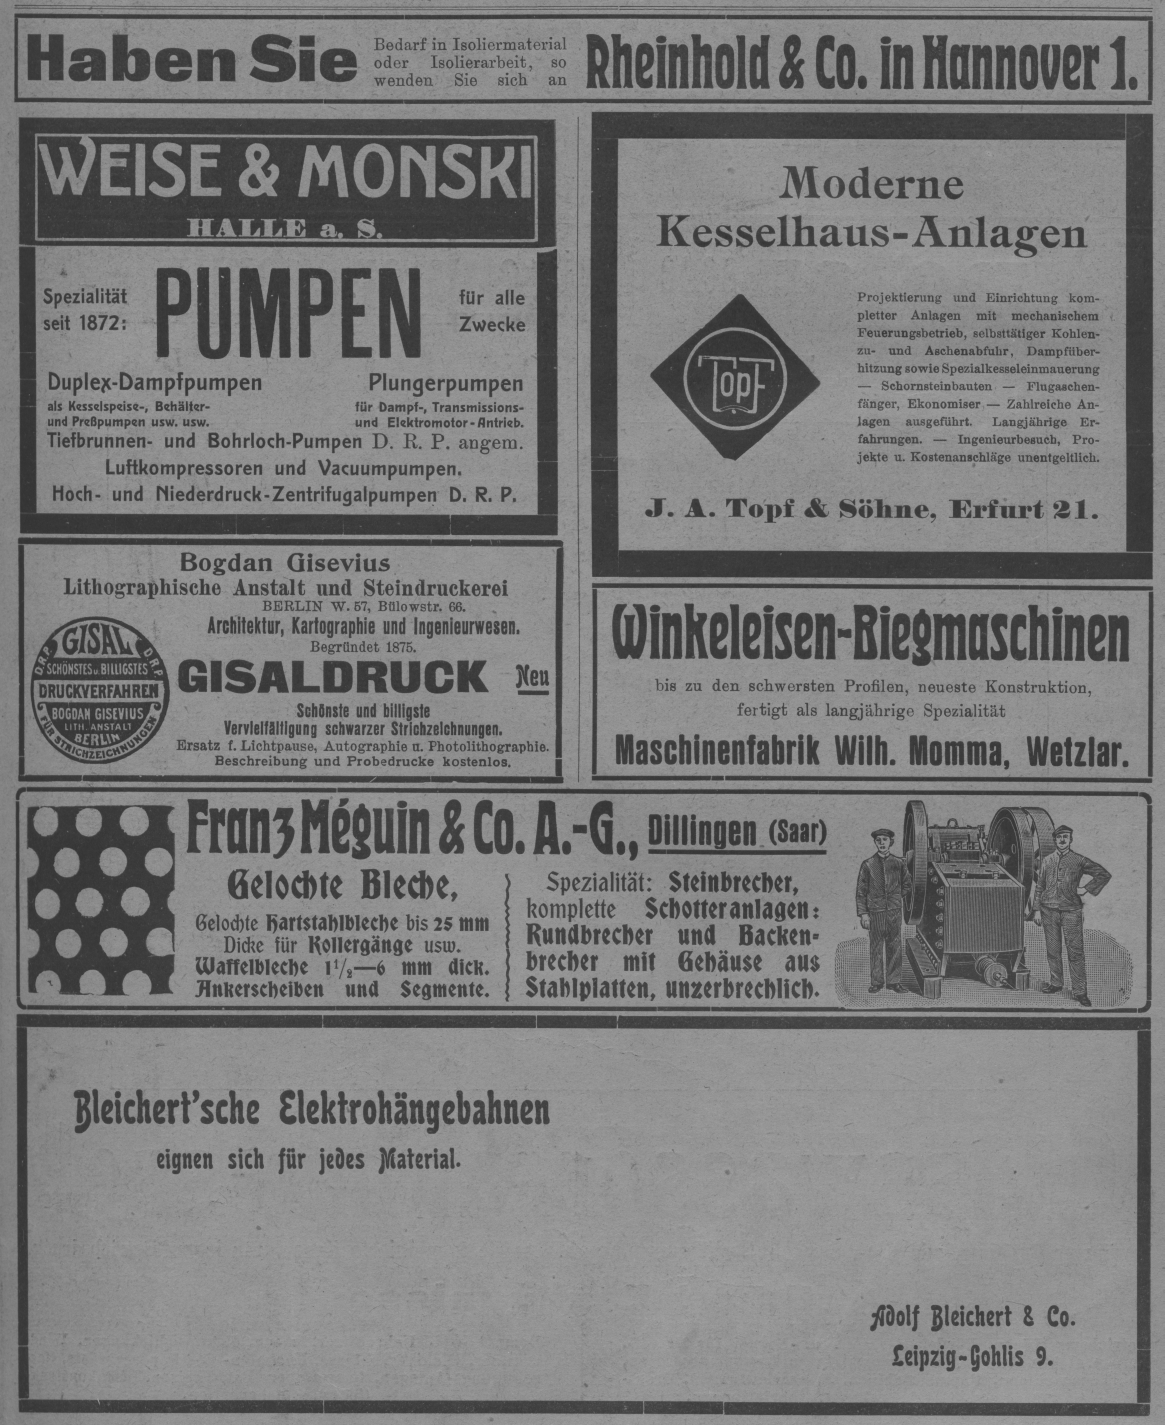 Haben Sie
Bedarf in Isoliermaterial
oder Isolierarbeit, so
wenden Sie sich an
Rheinhold & Co. in Hannover 1.
WEISE & MONSKI
HALLE a. S.
Spezialität
seit 1872:
PUMPEN
für alle
Zwecke
Duplex-Dampfpumpen
als Kesselspeise-, Behälter-
und Preßpumpen usw. usw.
Plungerpumpen
für Dampf-, Transmissions-
und Elektromotor-Antrieb.
Tiefbrunnen- und Bohrloch-Pumpen D. R. P. angem.
Luftkompressoren und Vacuumpumpen.
Hoch- und Niederdruck-Zentrifugalpumpen D. R. P.
Moderne
Kesselhaus-Anlagen
Topf
Projektierung und Einrichtung kom-
pletter Anlagen mit mechanischem
Feuerungsbetrieb, selbsttätiger Kohlen-
zu- und Aschenabfuhr, Dampfüber-
hitzung sowie Spezialkesseleinmauerung
— Schornsteinbauten — Flugaschen-
fänger, Ekonomiser — Zahlreiche An-
lagen ausgeführt. Langjährige Er-
fahrungen. — Ingenieurbesuch, Pro-
jekte u. Kostenanschläge unentgeltlich.
J. A. Topf & Söhne, Erfurt 21.
Bogdan Gisevius
Lithographische Anstalt und Steindruckerei
BERLIN W. 57, Bülowstr. 66.
Architektur, Kartographie und Ingenieurwesen.
Begründet 1875.
GISALDRUCK Neu
Schönste und billigste
Vervielfältigung schwarzer Strichzeichnungen.
Ersatz f. Lichtpause, Autographie u. Photolithographie.
Beschreibung und Probedrucke kostenlos.
GISAL
D.R.P. D.R.P
SCHÖNSTES u. BILLIGSTES
DRUCKVERFAHREN
BOGDAN GISEVIUS
LITH. ANSTALT
BERLIN
FÜR STRICHZEICHNUNGEN
Winkeleisen-Biegmaschinen
bis zu den schwersten Profilen, neueste Konstruktion,
fertigt als langjährige Spezialität
Maschinenfabrik Wilh. Momma, Wetzlar.
Franz Méguin & Co. A.-G., Dillingen (Saar)
Gelochte Bleche,
Gelochte Hartstahlbleche bis 25 mm
Dicke für Kollergänge usw.
Waffelbleche 1 1/2—6 mm dick.
Ankerscheiben und Segmente.
Spezialität: Steinbrecher,
komplette Schotteranlagen:
Rundbrecher und Backen-
brecher mit Gehäuse aus
Stahlplatten, unzerbrechlich.
Bleichert'sche Elektrohängebahnen
eignen sich für jedes Material.
Adolf Bleichert & Co.
Leipzig-Gohlis 9.